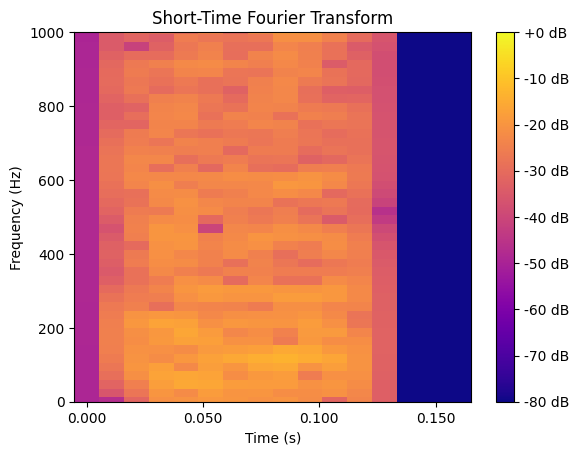 Short-Time Fourier Transform
1000
800
600
400
200
0
Frequency (Hz)
0.000
0.050
0.100
0.150
Time (s)
+0 dB
-10 dB
-20 dB
-30 dB
-40 dB
-50 dB
-60 dB
-70 dB
-80 dB